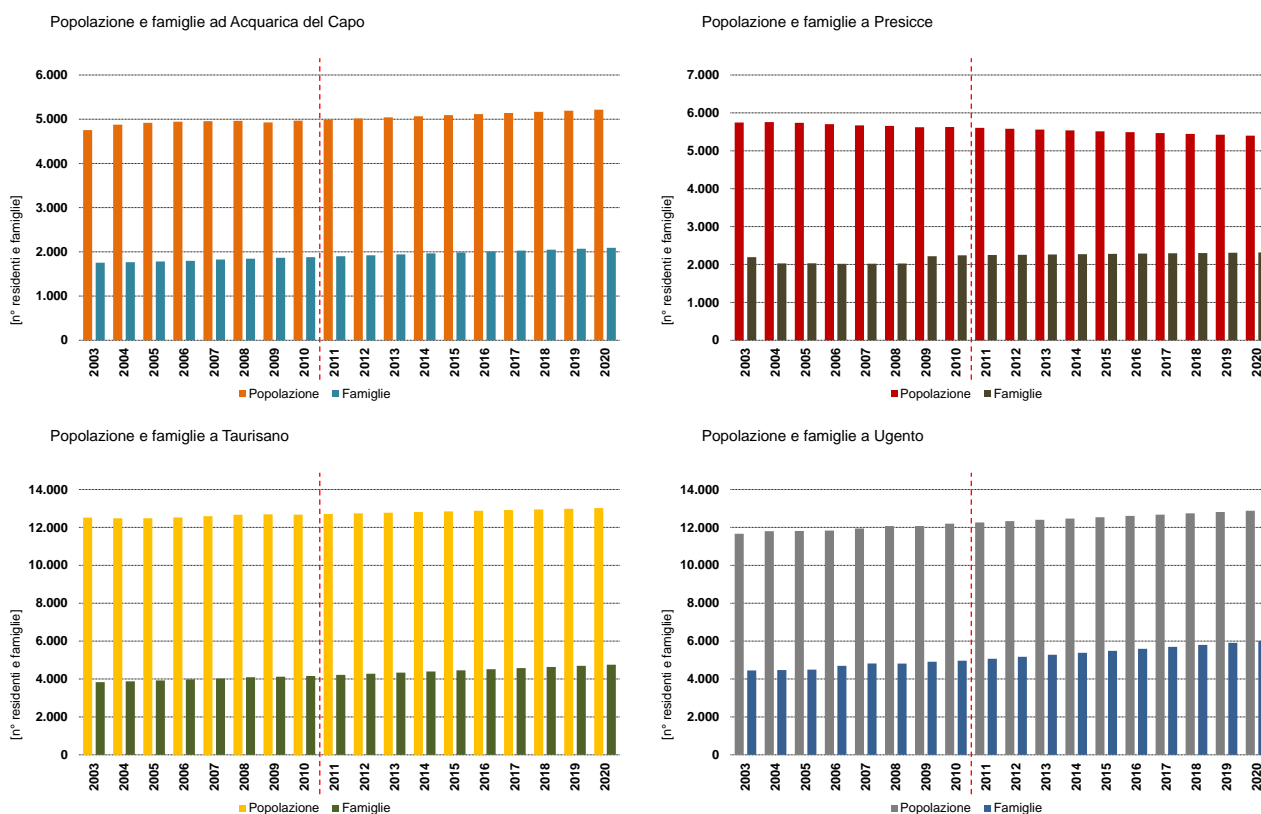 Popolazione e famiglie ad Acquarica del Capo
6.000
5.000
4.000
3.000
2.000
1.000
0
[n° residenti e famiglie]
2003 2004 2005 2006 2007 2008 2009 2010 2011 2012 2013 2014 2015 2016 2017 2018 2019 2020
Popolazione Famiglie
Popolazione e famiglie a Presicce
7.000
6.000
5.000
4.000
3.000
2.000
1.000
0
[n° residenti e famiglie]
2003 2004 2005 2006 2007 2008 2009 2010 2011 2012 2013 2014 2015 2016 2017 2018 2019 2020
Popolazione Famiglie
Popolazione e famiglie a Taurisano
14.000
12.000
10.000
8.000
6.000
4.000
2.000
0
[n° residenti e famiglie]
2003 2004 2005 2006 2007 2008 2009 2010 2011 2012 2013 2014 2015 2016 2017 2018 2019 2020
Popolazione Famiglie
Popolazione e famiglie a Ugento
14.000
12.000
10.000
8.000
6.000
4.000
2.000
0
[n° residenti e famiglie]
2003 2004 2005 2006 2007 2008 2009 2010 2011 2012 2013 2014 2015 2016 2017 2018 2019 2020
Popolazione Famiglie